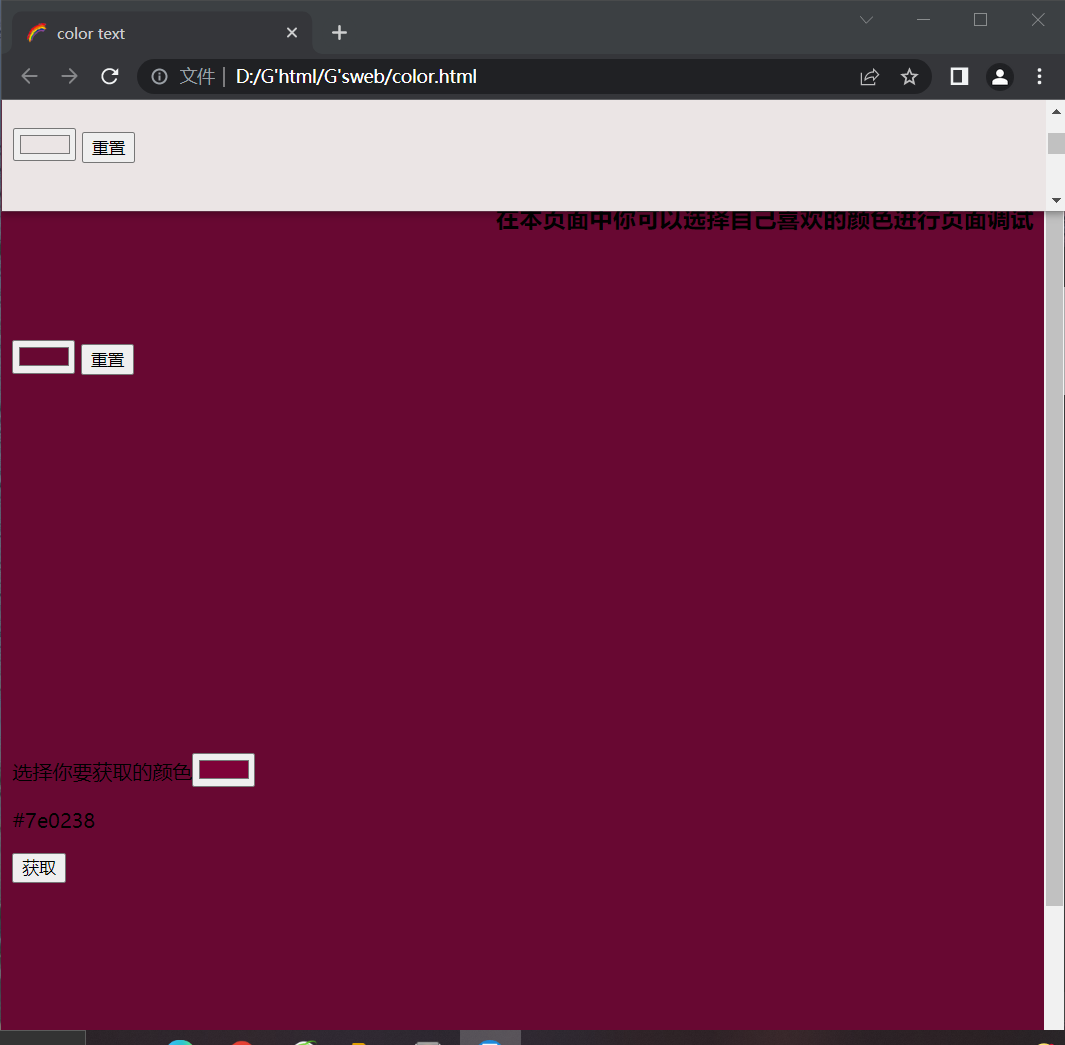 color text
文件 D:/G'html/G'sweb/color.html
重置
在本页面中你可以选择自己喜欢的颜色进行页面调试
重置
选择你要获取的颜色
#7e0238
获取